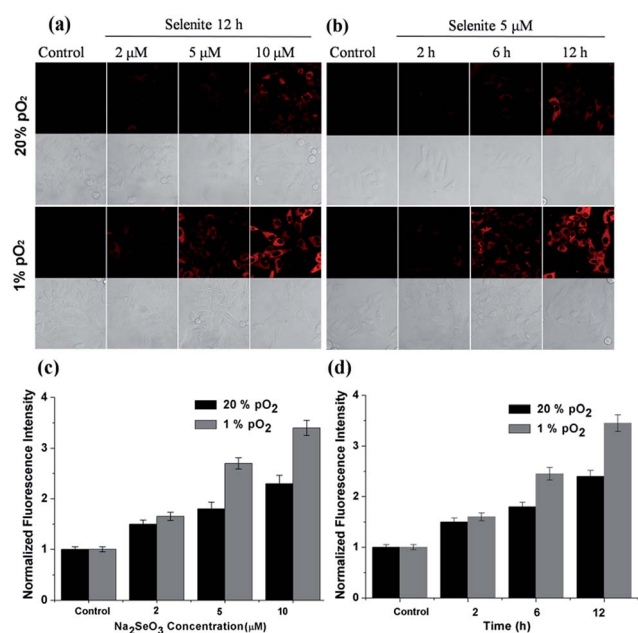 (a)
Selenite 12 h
Control 2 μM 5 μM 10 μM
(b)
Selenite 5 μM
Control 2 h 6 h 12 h
20% pO₂
1% pO₂
(c)
Normalized Fluorescence Intensity
4
3
2
1
0
20 % pO₂
1 % pO₂
Control 2 5 10
Na₂SeO₃ Concentration(μM)
(d)
Normalized Fluorescence Intensity
4
3
2
1
0
20 % pO₂
1 % pO₂
Control 2 6 12
Time (h)